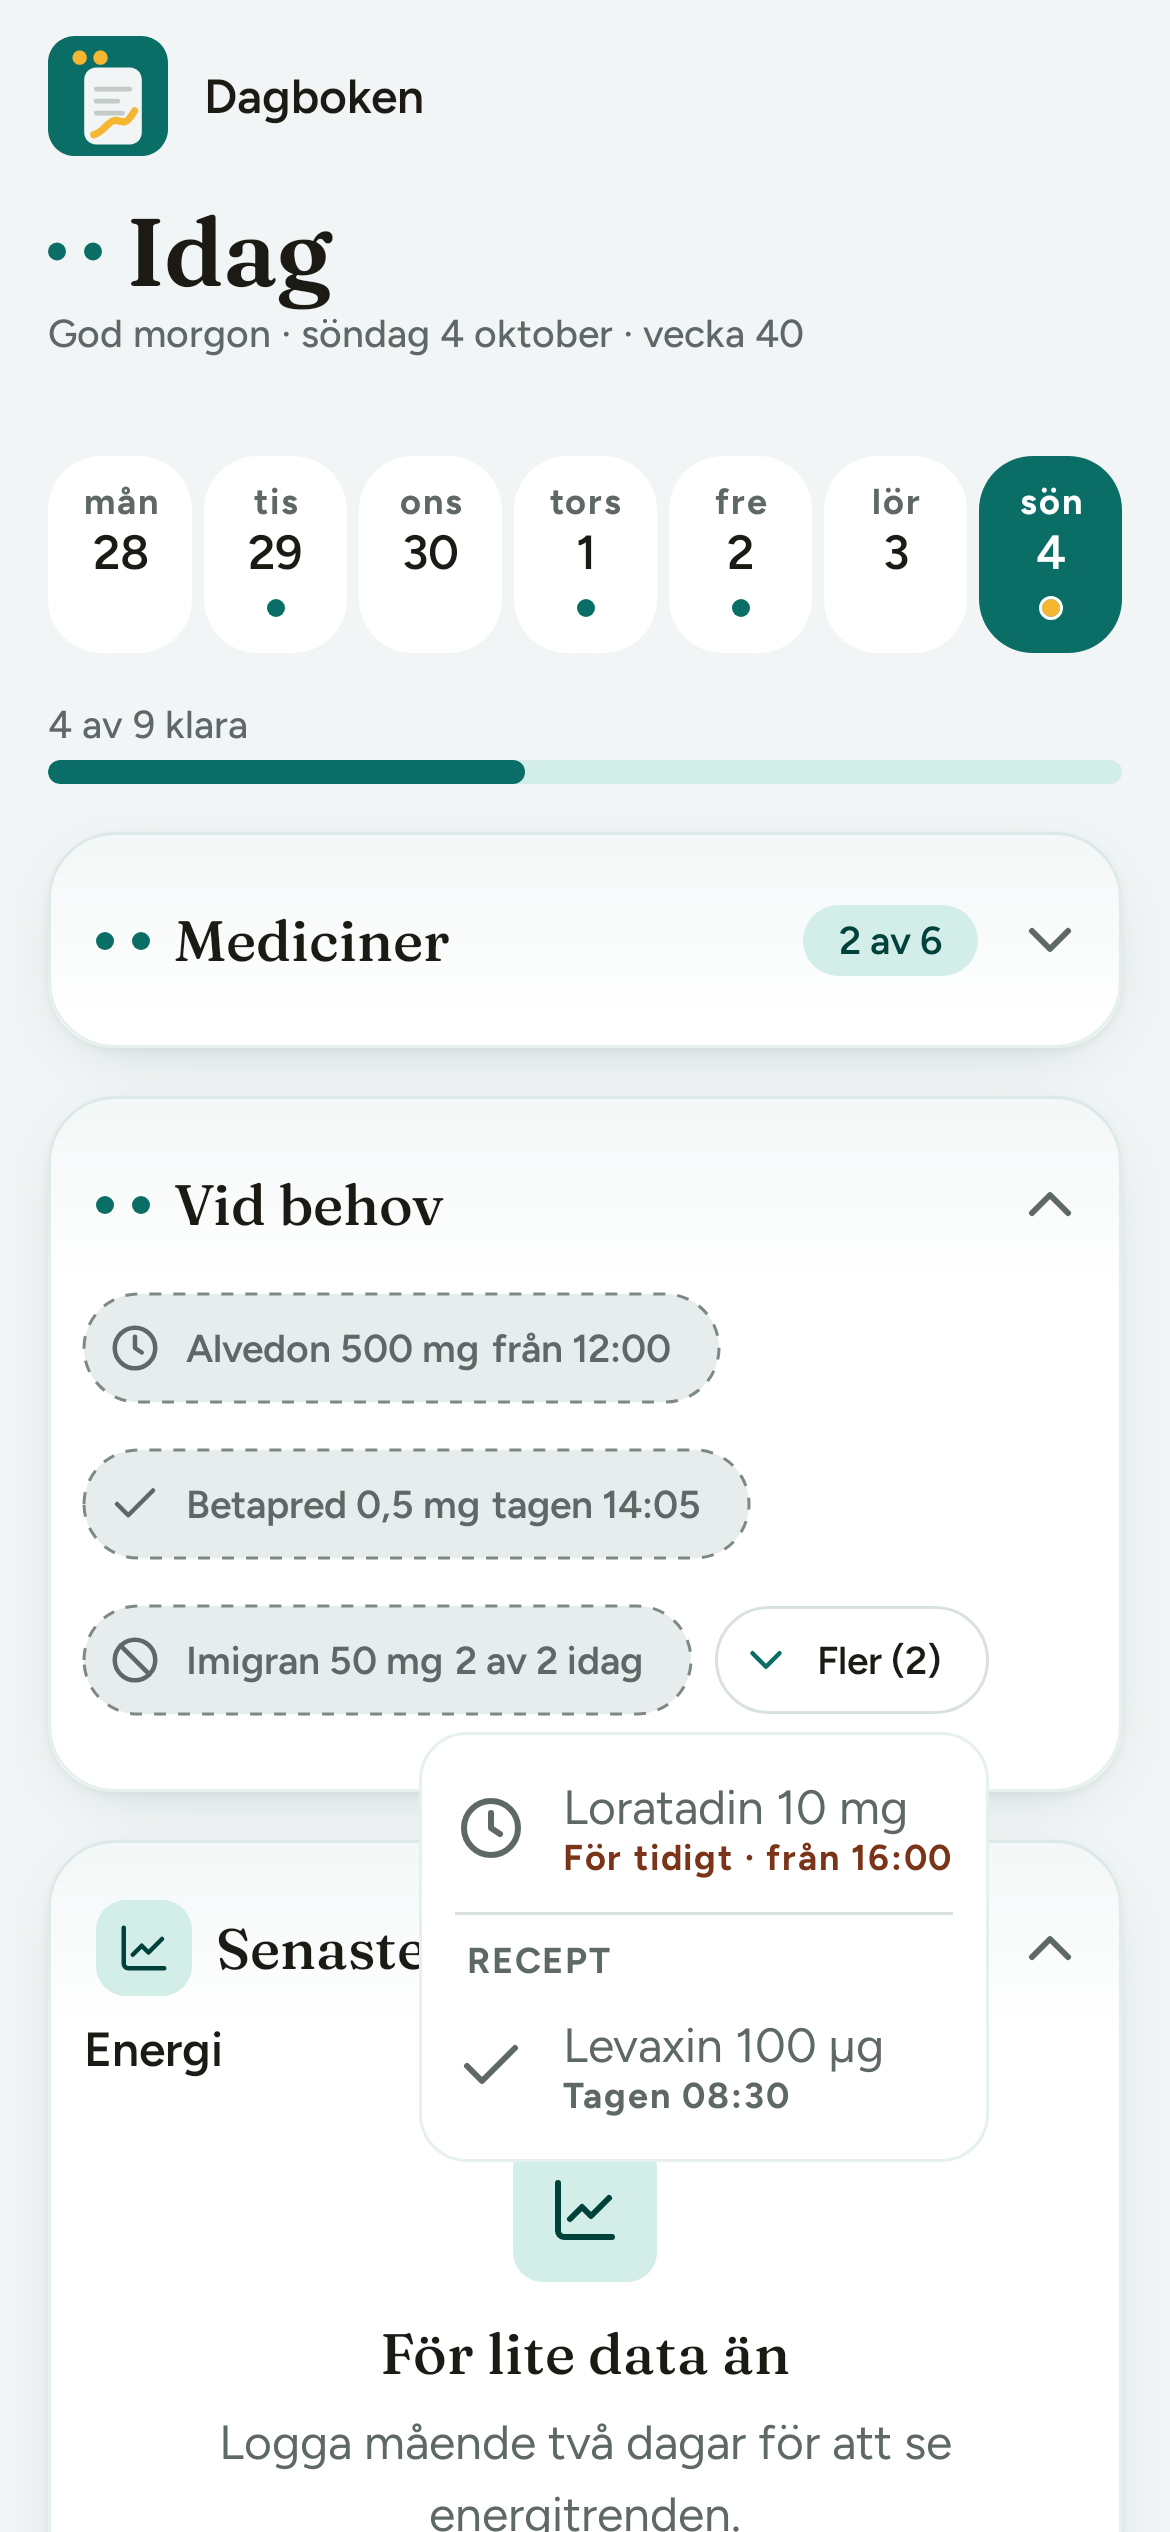 Dagboken
Idag
God morgon · söndag 4 oktober · vecka 40
mån tis ons tors fre lör sön
28 29 30 1 2 3 4
4 av 9 klara
Mediciner 2 av 6
Vid behov
Alvedon 500 mg från 12:00
Betapred 0,5 mg tagen 14:05
Imigran 50 mg 2 av 2 idag Fler (2)
Loratadin 10 mg
För tidigt · från 16:00
RECEPT
Levaxin 100 µg
Tagen 08:30
Senaste
Energi
För lite data än
Logga mående två dagar för att se
energitrenden.